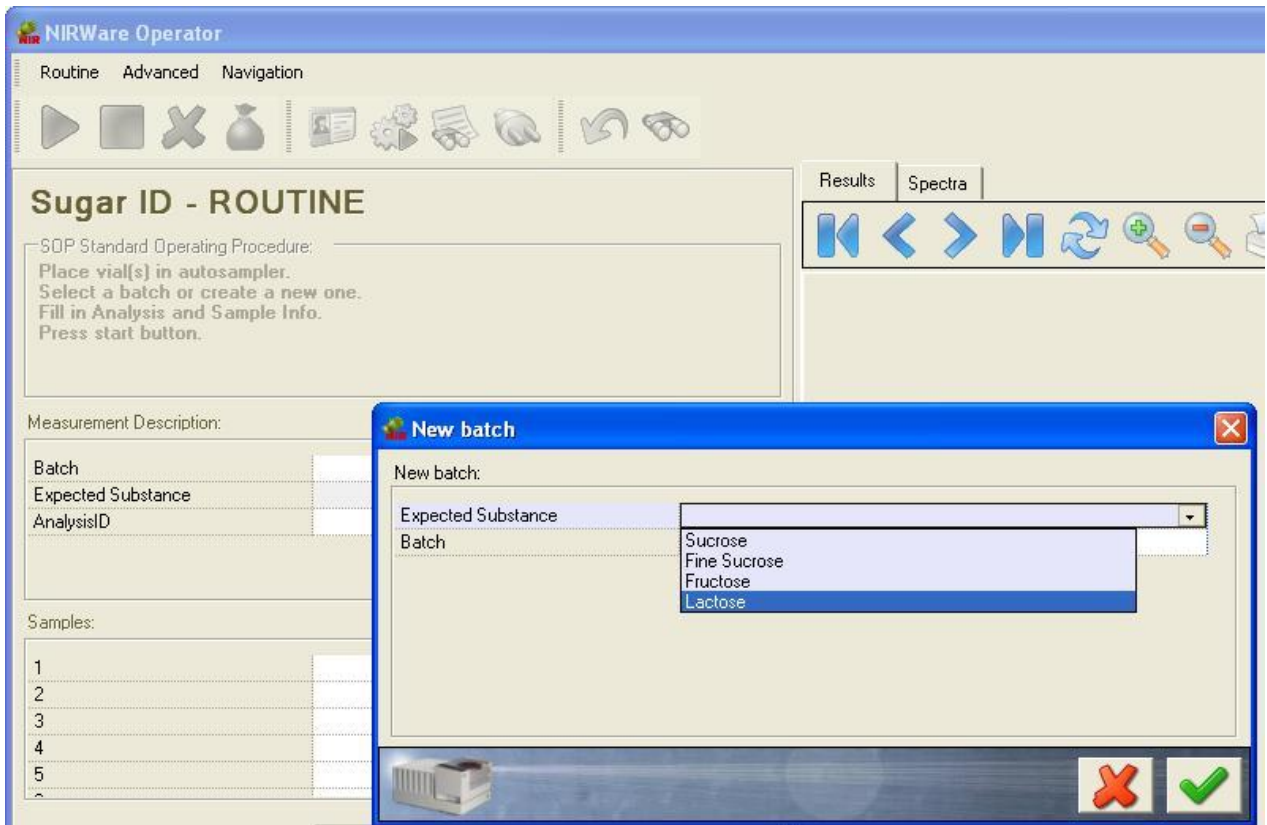 NIRWare Operator
Routine Advanced Navigation
Sugar ID - ROUTINE
SOP Standard Operating Procedure:
Place vial(s) in autosampler.
Select a batch or create a new one.
Fill in Analysis and Sample Info.
Press start button.
Results Spectra
Measurement Description:
Batch
Expected Substance
AnalysisID
Samples:
1
2
3
4
5
New batch
New batch:
Expected Substance
Batch
Sucrose
Fine Sucrose
Fructose
Lactose